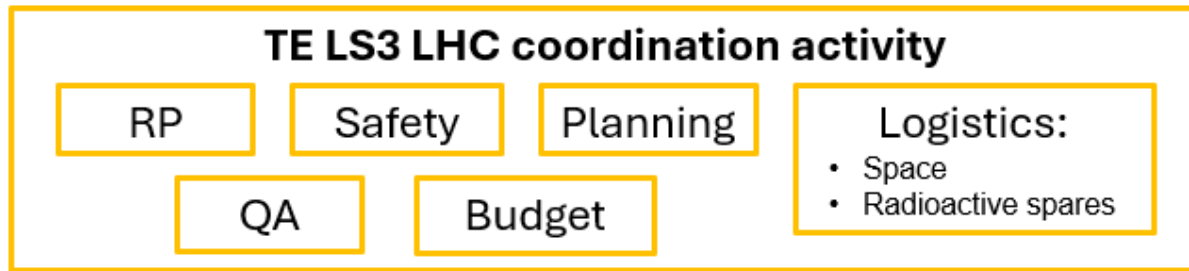 TE LS3 LHC coordination activity
RP
Safety
Planning
Logistics:
• Space
• Radioactive spares
QA
Budget